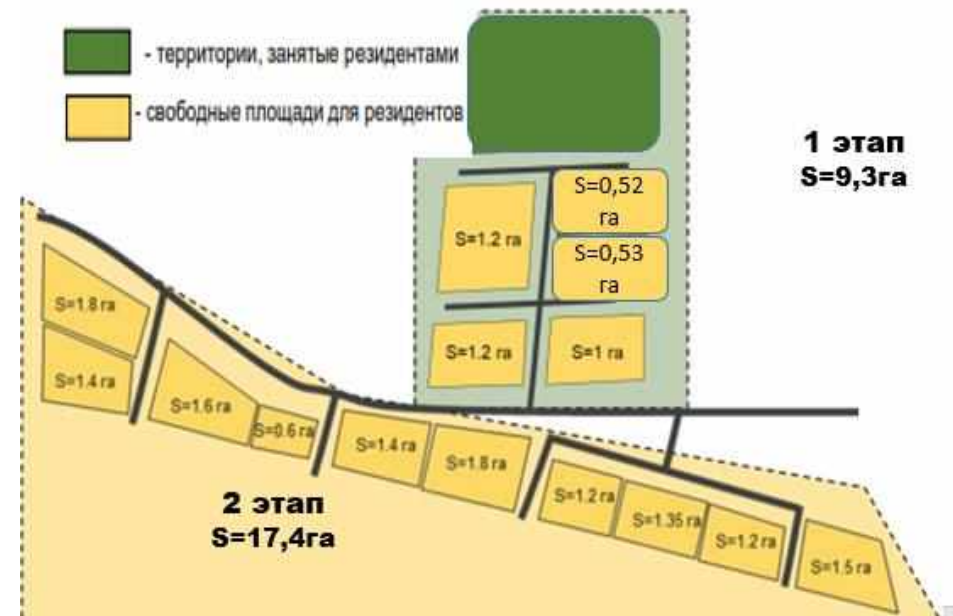 - территории, занятые резидентами
- свободные площади для резидентов
1 этап
S=9,3га
S=0,52
га
S=1.2 га
S=0,53
га
S=1.2 га
S=1 га
S=1.8 га
S=1.4 га
S=1.6 га
S=0.6 га
S=1.4 га
S=1.8 га
S=1.2 га
S=1.35 га
S=1.2 га
S=1.5 га
2 этап
S=17,4га